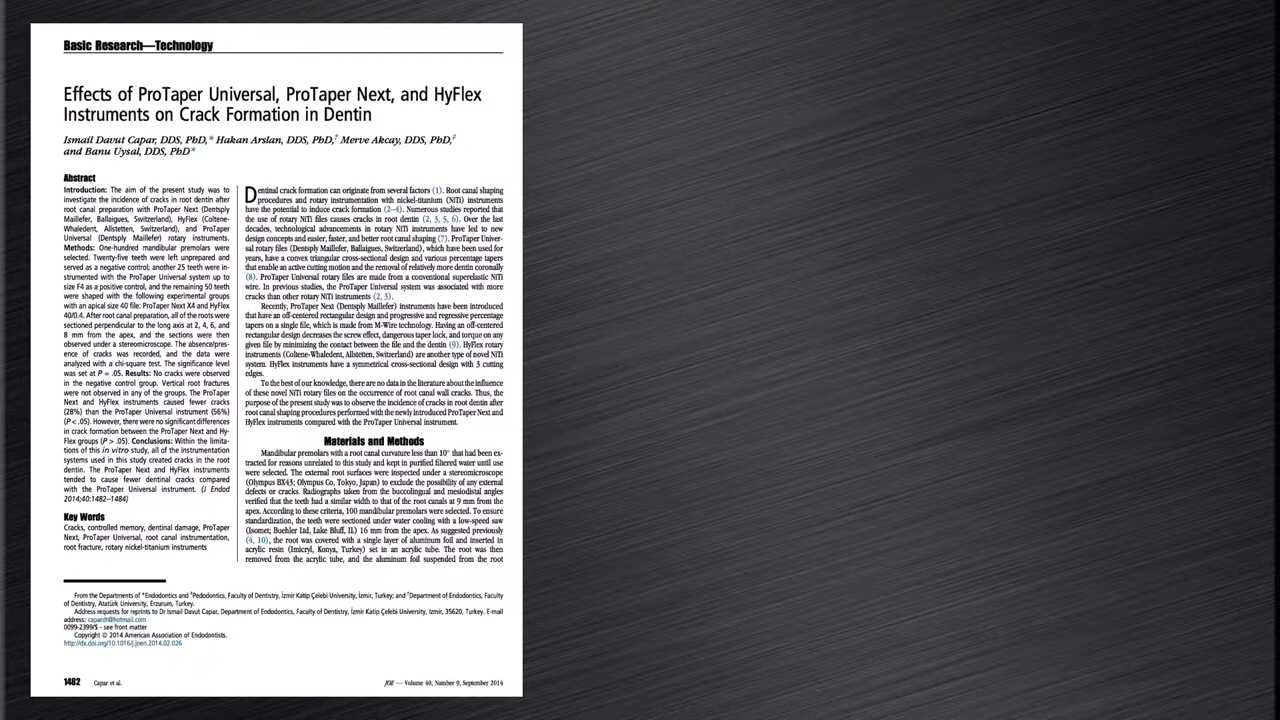 Basic Research—Technology
Effects of ProTaper Universal, ProTaper Next, and HyFlex
Instruments on Crack Formation in Dentin
Ismail Davut Capar, DDS, PhD,* Hakan Arslan, DDS, PhD,† Merve Akcay, DDS, PhD,‡
and Banu Uysal, DDS, PhD*
Abstract
Introduction: The aim of the present study was to
investigate the incidence of cracks in root dentin after
root canal preparation with ProTaper Next (Dentsply
Maillefer, Ballaigues, Switzerland), HyFlex (Coltene-
Whaledent, Allstetten, Switzerland), and ProTaper
Universal (Dentsply Maillefer) rotary instruments.
Methods: One-hundred mandibular premolars were
selected. Twenty-five teeth were left unprepared and
served as a negative control; another 25 teeth were in-
strumented with the ProTaper Universal system up to
size F4 as a positive control, and the remaining 50 teeth
were shaped with the following experimental groups
with an apical size 40 file: ProTaper Next X4 and HyFlex
40/0.4. After root canal preparation, all of the roots were
sectioned perpendicular to the long axis at 2, 4, 6, and
8 mm from the apex, and the sections were then
observed under a stereomicroscope. The absence/pres-
ence of cracks was recorded, and the data were
analyzed with a chi-square test. The significance level
was set at P = .05. Results: No cracks were observed
in the negative control group. Vertical root fractures
were not observed in any of the groups. The ProTaper
Next and HyFlex instruments caused fewer cracks
(28%) than the ProTaper Universal instrument (56%)
(P < .05). However, there were no significant differences
in crack formation between the ProTaper Next and Hy-
Flex groups (P > .05). Conclusions: Within the limita-
tions of this in vitro study, all of the instrumentation
systems used in this study created cracks in the root
dentin. The ProTaper Next and HyFlex instruments
tended to cause fewer dentinal cracks compared
with the ProTaper Universal instrument. (J Endod
2014;40:1482–1484)
Key Words
Cracks, controlled memory, dentinal damage, ProTaper
Next, ProTaper Universal, root canal instrumentation,
root fracture, rotary nickel-titanium instruments
Dentinal crack formation can originate from several factors (1). Root canal shaping
procedures and rotary instrumentation with nickel-titanium (NiTi) instruments
have the potential to induce crack formation (2–4). Numerous studies reported that
the use of rotary NiTi files causes cracks in root dentin (2, 3, 5, 6). Over the last
decades, technological advancements in rotary NiTi instruments have led to new
design concepts and easier, faster, and better root canal shaping (7). ProTaper Univer-
sal rotary files (Dentsply Maillefer, Ballaigues, Switzerland), which have been used for
years, have a convex triangular cross-sectional design and various percentage tapers
that enable an active cutting motion and the removal of relatively more dentin coronally
(8). ProTaper Universal rotary files are made from a conventional superelastic NiTi
wire. In previous studies, the ProTaper Universal system was associated with more
cracks than other rotary NiTi instruments (2, 3).
Recently, ProTaper Next (Dentsply Maillefer) instruments have been introduced
that have an off-centered rectangular design and progressive and regressive percentage
tapers on a single file, which is made from M-Wire technology. Having an off-centered
rectangular design decreases the screw effect, dangerous taper lock, and torque on any
given file by minimizing the contact between the file and the dentin (9). HyFlex rotary
instruments (Coltene-Whaledent, Allstetten, Switzerland) are another type of novel NiTi
system. HyFlex instruments have a symmetrical cross-sectional design with 3 cutting
edges.
To the best of our knowledge, there are no data in the literature about the influence
of these novel NiTi rotary files on the occurrence of root canal wall cracks. Thus, the
purpose of the present study was to observe the incidence of cracks in root dentin after
root canal shaping procedures performed with the newly introduced ProTaper Next and
HyFlex instruments compared with the ProTaper Universal instrument.
Materials and Methods
Mandibular premolars with a root canal curvature less than 10° that had been ex-
tracted for reasons unrelated to this study and kept in purified filtered water until use
were selected. The external root surfaces were inspected under a stereomicroscope
(Olympus BX43; Olympus Co, Tokyo, Japan) to exclude the possibility of any external
defects or cracks. Radiographs taken from the buccolingual and mesiodistal angles
verified that the teeth had a similar width to that of the root canals at 9 mm from the
apex. According to these criteria, 100 mandibular premolars were selected. To ensure
standardization, the teeth were sectioned under water cooling with a low-speed saw
(Isomet; Buehler Ltd, Lake Bluff, IL) 16 mm from the apex. As suggested previously
(4, 10), the root was covered with a single layer of aluminum foil and inserted in
acrylic resin (Imicryl, Konya, Turkey) set in an acrylic tube. The root was then
removed from the acrylic tube, and the aluminum foil suspended from the root
From the Departments of *Endodontics and ‡Pedodontics, Faculty of Dentistry, İzmir Katip Çelebi University, İzmir, Turkey; and †Department of Endodontics, Faculty
of Dentistry, Atatürk University, Erzurum, Turkey.
Address requests for reprints to Dr Ismail Davut Capar, Department of Endodontics, Faculty of Dentistry, İzmir Katip Çelebi University, Izmir, 35620, Turkey. E-mail
address: capardt@hotmail.com
0099-2399/$ - see front matter
Copyright © 2014 American Association of Endodontists.
http://dx.doi.org/10.1016/j.joen.2014.02.026
1482 Capar et al. JOE — Volume 40, Number 9, September 2014